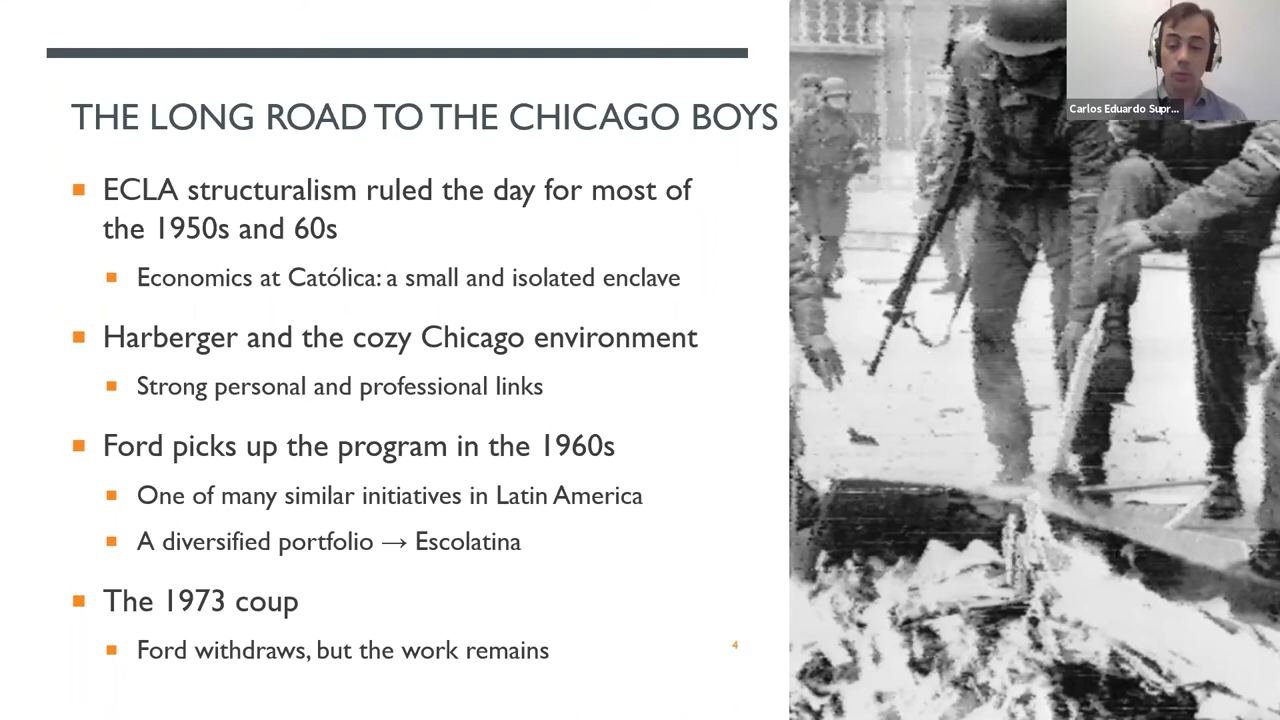 THE LONG ROAD TO THE CHICAGO BOYS
ECLA structuralism ruled the day for most of
the 1950s and 60s
Economics at Católica: a small and isolated enclave
Harberger and the cozy Chicago environment
Strong personal and professional links
Ford picks up the program in the 1960s
One of many similar initiatives in Latin America
A diversified portfolio → Escolatina
The 1973 coup
Ford withdraws, but the work remains
4
Carlos Eduardo Supr...